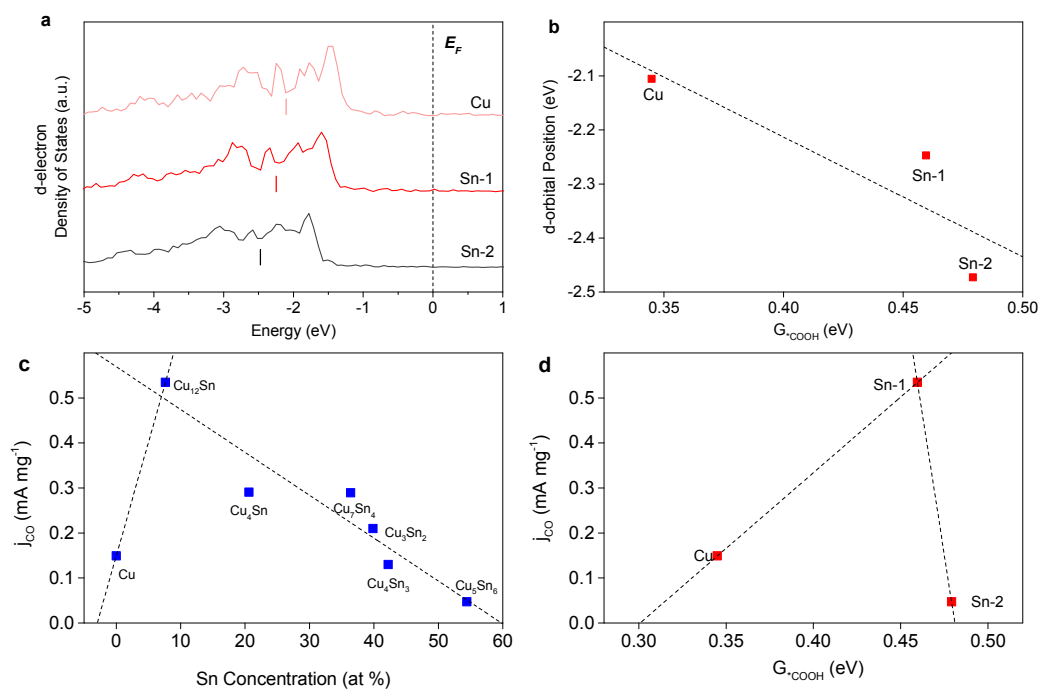 a
E_F
Cu
Sn-1
Sn-2
d-electron
Density of States (a.u.)
-5 -4 -3 -2 -1 0 1
Energy (eV)
b
-2.1
-2.2
-2.3
-2.4
-2.5
d-orbital Position (eV)
Cu
Sn-1
Sn-2
0.35 0.40 0.45 0.50
G*COOH (eV)
c
0.5
0.4
0.3
0.2
0.1
0.0
jCO (mA mg⁻¹)
Cu₁₂Sn
Cu₄Sn
Cu₇Sn₄
Cu₃Sn₂
Cu₄Sn₃
Cu₅Sn₆
Cu
0 10 20 30 40 50 60
Sn Concentration (at %)
d
0.5
0.4
0.3
0.2
0.1
0.0
jCO (mA mg⁻¹)
Sn-1
Cu
Sn-2
0.30 0.35 0.40 0.45 0.50
G*COOH (eV)